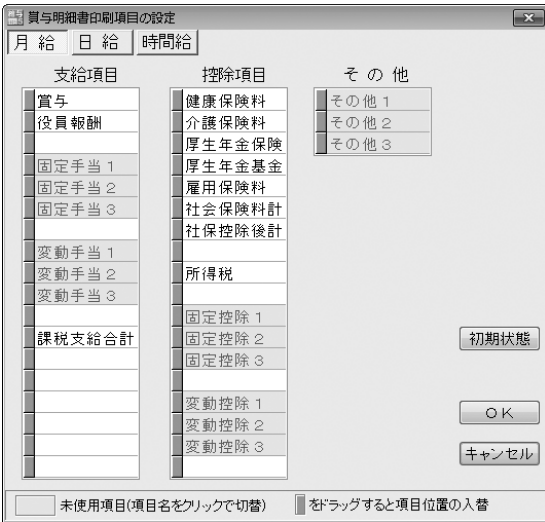 賞与明細書印刷項目の設定
月 給 日 給 時間給
支給項目
賞与
役員報酬
固定手当 1
固定手当 2
固定手当 3
変動手当 1
変動手当 2
変動手当 3
課税支給合計
控除項目
健康保険料
介護保険料
厚生年金保険
厚生年金基金
雇用保険料
社会保険料計
社保控除後計
所得税
固定控除 1
固定控除 2
固定控除 3
変動控除 1
変動控除 2
変動控除 3
そ の 他
その他 1
その他 2
その他 3
初期状態
OK
キャンセル
未使用項目(項目名をクリックで切替) をドラッグすると項目位置の入替